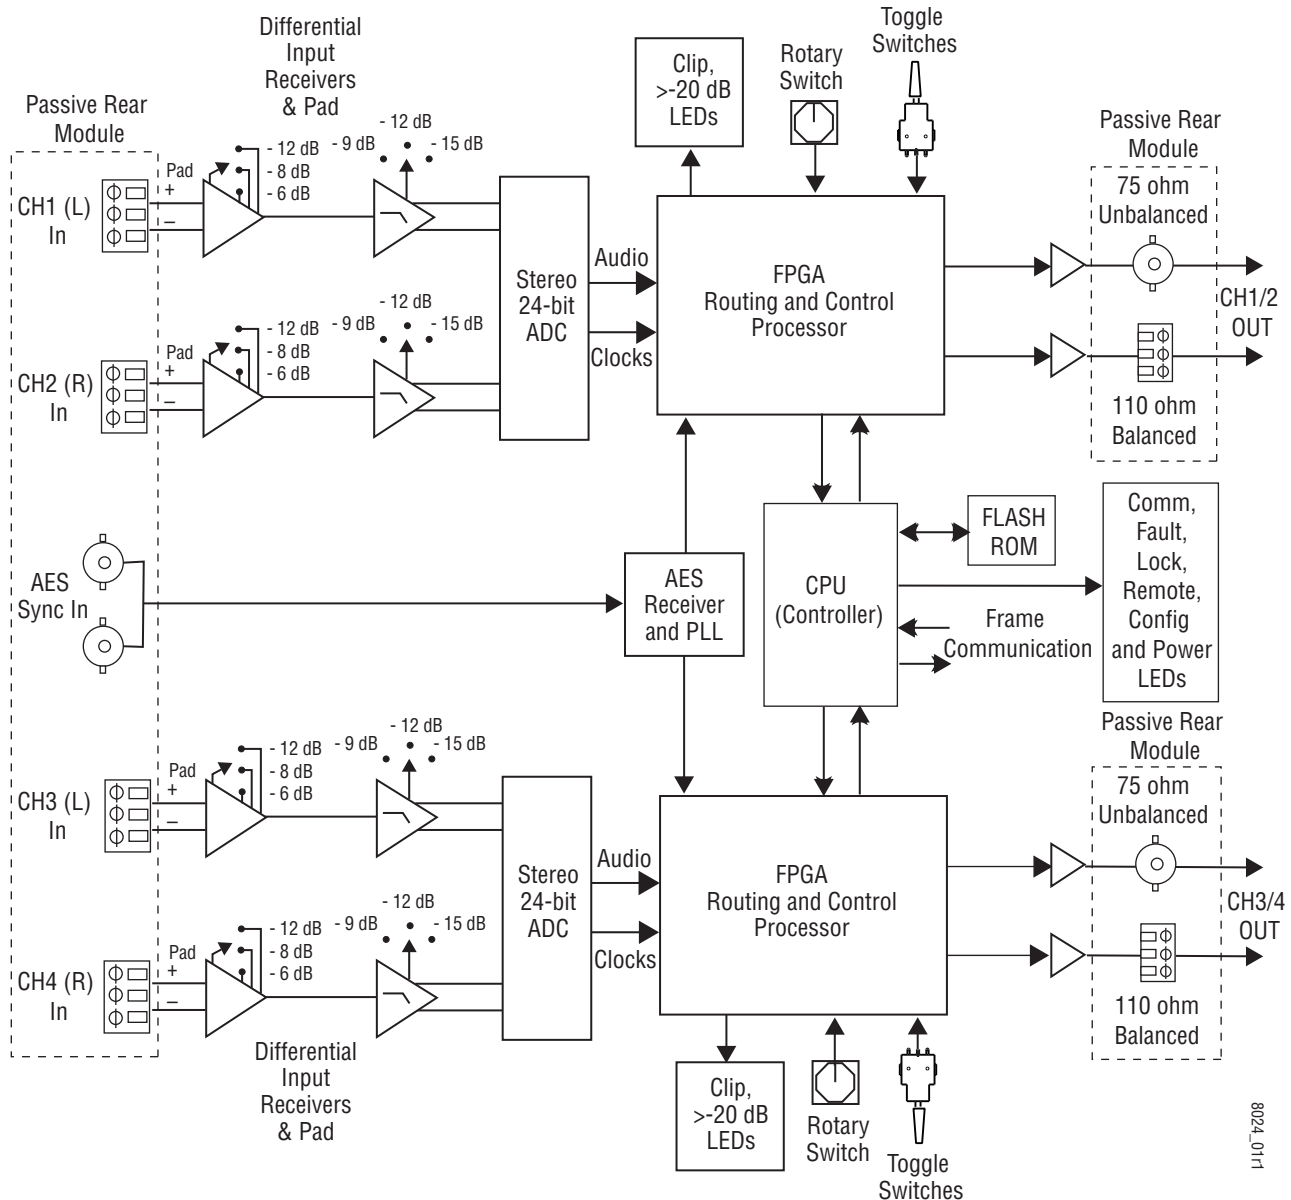 Differential
Input
Receivers
& Pad
Passive Rear
Module
Clip,
>-20 dB
LEDs
Rotary
Switch
Toggle
Switches
Passive Rear
Module
CH1 (L)
In
Pad
+
–
- 12 dB
- 8 dB
- 6 dB
- 9 dB
- 12 dB
- 15 dB
CH2 (R)
In
Pad
+
–
- 12 dB
- 8 dB
- 6 dB
- 9 dB
- 12 dB
- 15 dB
Stereo
24-bit
ADC
Audio
Clocks
FPGA
Routing and Control
Processor
75 ohm
Unbalanced
CH1/2
OUT
110 ohm
Balanced
AES
Sync In
AES
Receiver
and PLL
CPU
(Controller)
FLASH
ROM
Frame
Communication
Comm,
Fault,
Lock,
Remote,
Config
and Power
LEDs
Passive Rear
Module
CH3 (L)
In
Pad
+
–
- 12 dB
- 8 dB
- 6 dB
- 9 dB
- 12 dB
- 15 dB
CH4 (R)
In
Pad
+
–
- 12 dB
- 8 dB
- 6 dB
- 9 dB
- 12 dB
- 15 dB
Differential
Input
Receivers
& Pad
Stereo
24-bit
ADC
Audio
Clocks
FPGA
Routing and Control
Processor
75 ohm
Unbalanced
CH3/4
OUT
110 ohm
Balanced
Clip,
>-20 dB
LEDs
Rotary
Switch
Toggle
Switches
8024_01r1